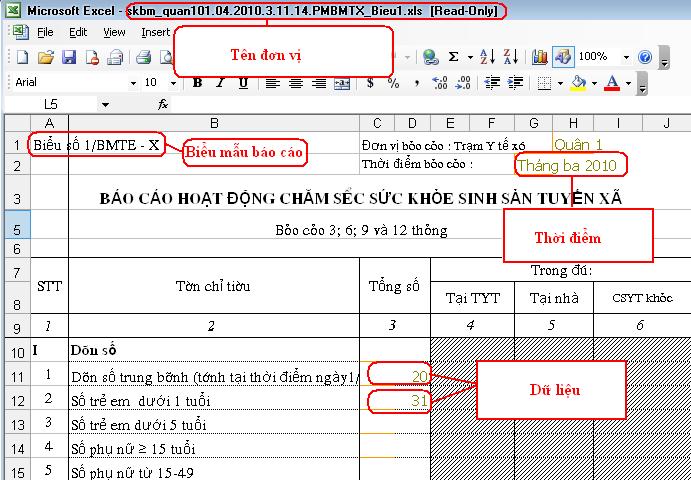 Microsoft Excel - skbm_quan101.04.2010.3.11.14.PMBMTX_Bieu1.xls [Read-Only]
File Edit View Insert
Tên đơn vị
100%
Arial 10 B I U $ % ,
L5 fx
A B C D E F G H I J
1 Biểu số 1/BMTE - X Đơn vị bỏo cỏo : Trạm Y tế xó Quân 1
Biểu mẫu báo cáo
2 Thời điểm bỏo cỏo : Tháng ba 2010
3 BÁO CÁO HOẠT ĐỘNG CHĂM SẾC SỨC KHỎE SINH SẢN TUYẾN XÃ
5 Bỏo cỏo 3; 6; 9 và 12 thỏng
Thời điểm
6
7 STT Tờn chỉ tiờu Tổng số Trong đú:
8 Tại TYT Tại nhà CSYT khỏc
9 1 2 3 4 5 6
10 I Dõn số
11 1 Dõn số trung bỡnh (tớnh tại thời điểm ngày1/ 20
12 2 Số trẻ em dưới 1 tuổi 31
Dữ liệu
13 3 Số trẻ em dưới 5 tuổi
14 4 Số phụ nữ ≥ 15 tuổi
15 5 Số phụ nữ từ 15-49